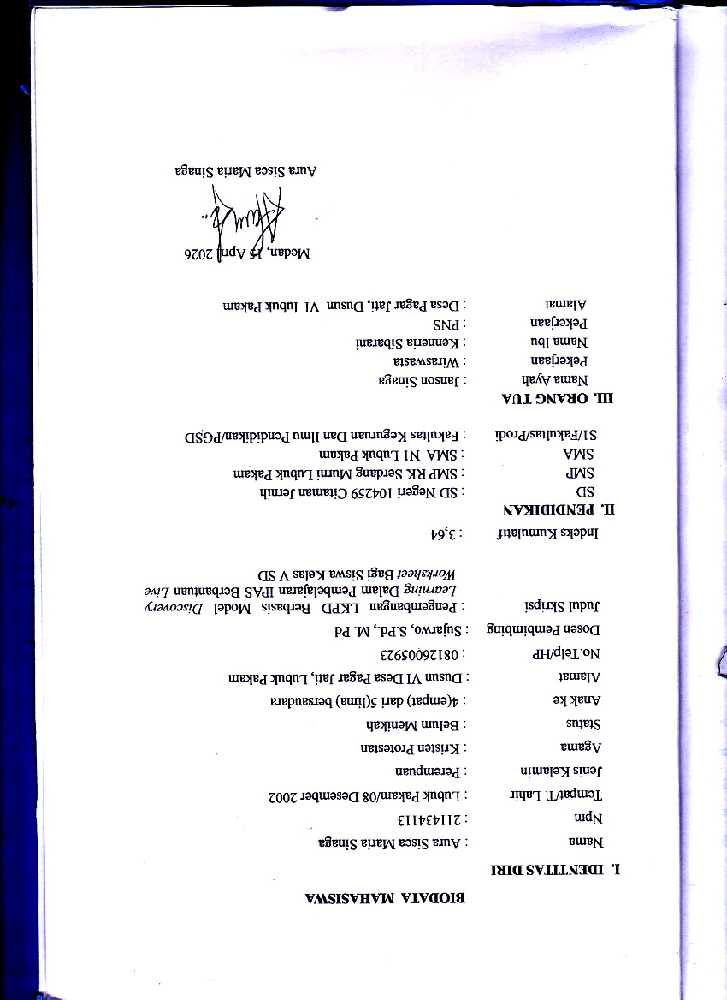 BIODATA MAHASISWA
I. IDENTITAS DIRI
Nama : Aura Sisca Maria Sinaga
Npm : 2114134113
Tempat/T. Lahir : Lubuk Pakam/08 Desember 2002
Jenis Kelamin : Perempuan
Agama : Kristen Protestan
Status : Belum Menikah
Anak ke : 4(empat) dari 5(lima) bersaudara
Alamat : Dusun VI Desa Pagar Jati, Lubuk Pakam
No.Telp/HP : 08126005923
Dosen Pembimbing : Sujarwo, S.Pd., M. Pd
Judul Skripsi : Pengembangan LKPD Berbasis Model Discovery
Learning Dalam Pembelajaran IPAS Berbantuan Live
Worksheet Bagi Siswa Kelas V SD
Indeks Kumulatif : 3,64
II. PENDIDIKAN
SD : SD Negeri 104259 Citaman Jernih
SMP : SMP RK Serdang Murni Lubuk Pakam
SMA : SMA N1 Lubuk Pakam
S1/Fakultas/Prodi : Fakultas Keguruan Dan Ilmu Pendidikan/PGSD
III. ORANG TUA
Nama Ayah : Janson Sinaga
Pekerjaan : Wiraswasta
Nama Ibu : Kenneria Sibarani
Pekerjaan : PNS
Alamat : Desa Pagar Jati, Dusun VI lubuk Pakam
Medan, 15 April 2026
Aura Sisca Maria Sinaga